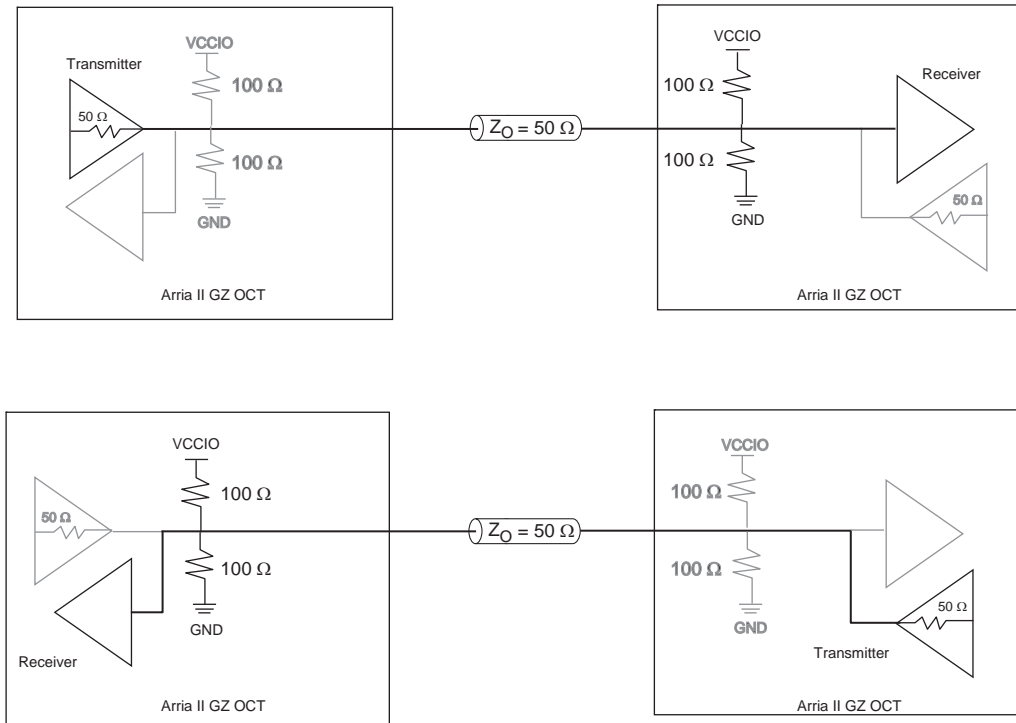 VCCIO
Transmitter
100 Ω
50 Ω
100 Ω
GND
Arria II GZ OCT
Z_O = 50 Ω
VCCIO
Receiver
100 Ω
100 Ω
50 Ω
GND
Arria II GZ OCT
VCCIO
100 Ω
50 Ω
100 Ω
GND
Receiver
Arria II GZ OCT
Z_O = 50 Ω
VCCIO
100 Ω
100 Ω
50 Ω
GND
Transmitter
Arria II GZ OCT